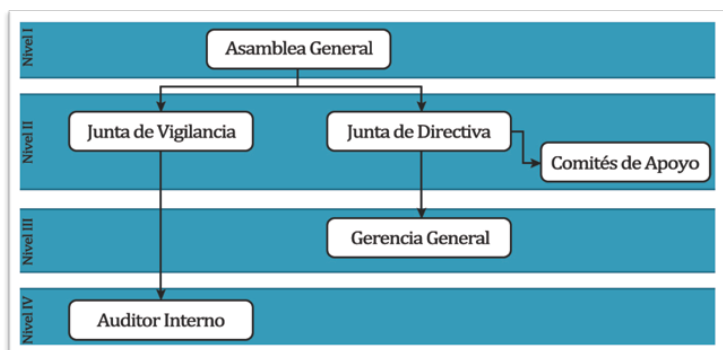 Nivel I
Asamblea General
Nivel II
Junta de Vigilancia
Junta de Directiva
Comités de Apoyo
Nivel III
Gerencia General
Nivel IV
Auditor Interno